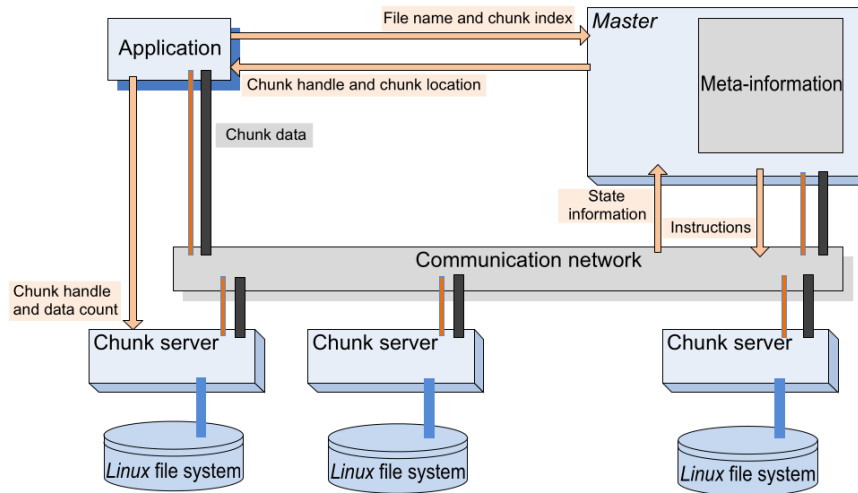 File name and chunk index
Master
Application
Chunk handle and chunk location
Meta-information
Chunk data
State
information
Instructions
Communication network
Chunk handle
and data count
Chunk server
Chunk server
Chunk server
Linux file system
Linux file system
Linux file system